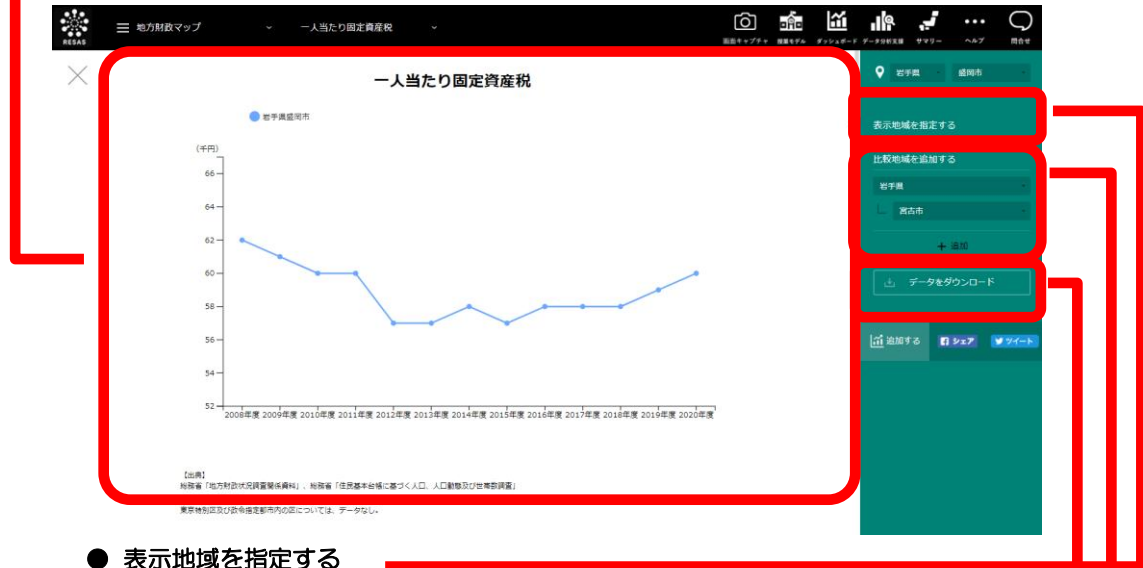 RESAS
地方財政マップ
一人当たり固定資産税
画面キャプチャ 授業モデル ダッシュボード データ分析支援 サマリー ヘルプ 問合せ
岩手県 盛岡市
一人当たり固定資産税
岩手県盛岡市
(千円)
66
64
62
60
58
56
54
52
2008年度 2009年度 2010年度 2011年度 2012年度 2013年度 2014年度 2015年度 2016年度 2017年度 2018年度 2019年度 2020年度
【出典】
総務省「地方財政状況調査関係資料」、総務省「住民基本台帳に基づく人口、人口動態及び世帯数調査」
東京特別区及び政令指定都市内の区については、データなし。
表示地域を指定する
比較地域を追加する
岩手県
宮古市
+ 追加
データをダウンロード
追加する シェア ツイート
● 表示地域を指定する